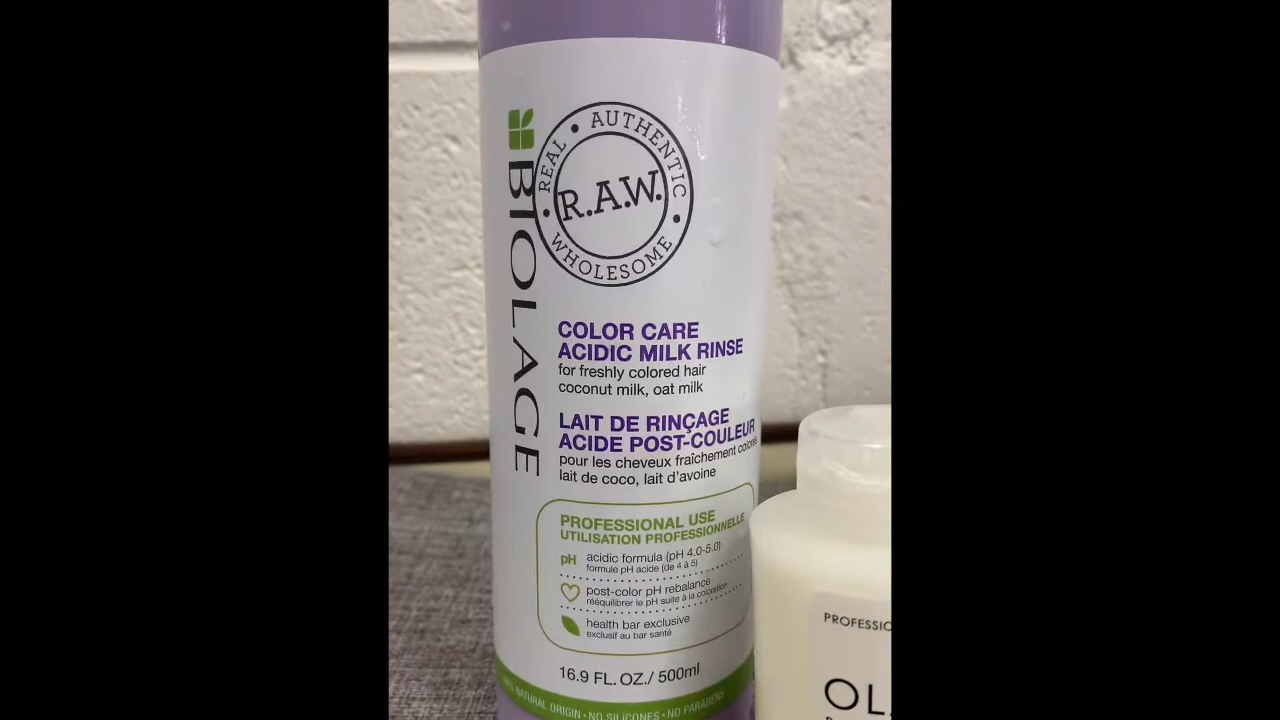 BIOLAGE
REAL • AUTHENTIC • WHOLESOME •
R.A.W.
COLOR CARE
ACIDIC MILK RINSE
for freshly colored hair
coconut milk, oat milk
LAIT DE RINÇAGE
ACIDE POST-COULEUR
pour les cheveux fraîchement colorés
lait de coco, lait d'avoine
PROFESSIONAL USE
UTILISATION PROFESSIONNELLE
pH
acidic formula (pH 4.0-5.0)
formule pH acide (de 4 à 5)
post-color pH rebalance
rééquilibrer le pH suite à la coloration
health bar exclusive
exclusif au bar santé
16.9 FL. OZ./ 500ml
NATURAL ORIGIN • NO SILICONES • NO PARABENS
PROFESSIO
OL